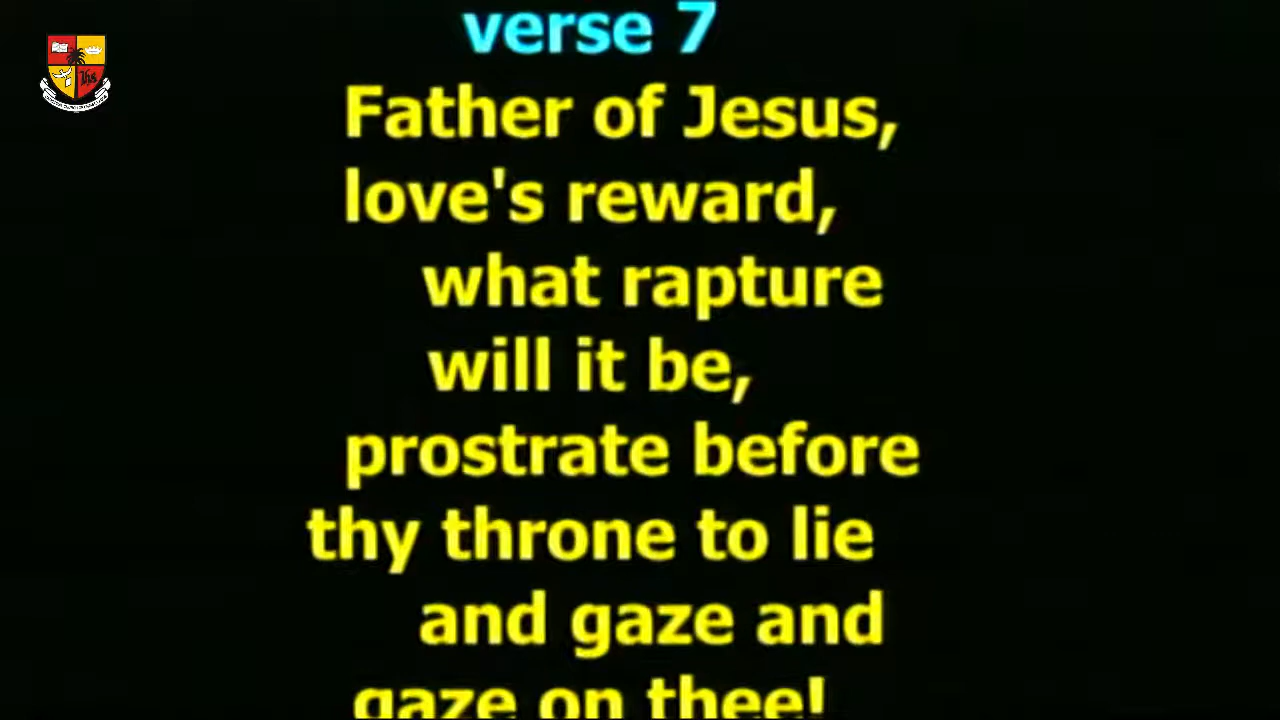 verse 7
Father of Jesus,
love's reward,
what rapture
will it be,
prostrate before
thy throne to lie
and gaze and
gaze on thee!